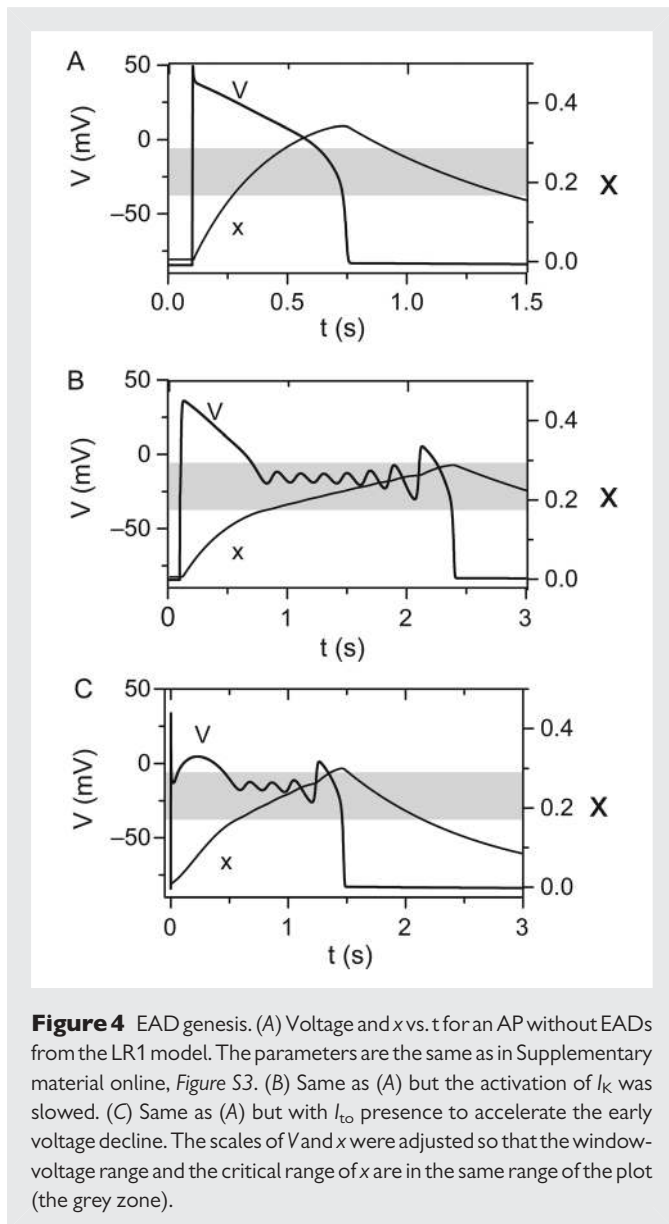 A
50
0
−50
V (mV)
V
x
0.4
0.2
0.0
X
0.0
0.5
1.0
1.5
t (s)
B
50
0
−50
V (mV)
V
x
0.4
0.2
0.0
X
0
1
2
3
t (s)
C
50
0
−50
V (mV)
V
x
0.4
0.2
0.0
X
0
1
2
3
t (s)
Figure 4 EAD genesis. (A) Voltage and x vs. t for an AP without EADs
from the LR1 model. The parameters are the same as in Supplementary
material online, Figure S3. (B) Same as (A) but the activation of IK was
slowed. (C) Same as (A) but with Ito presence to accelerate the early
voltage decline. The scales of V and x were adjusted so that the window-
voltage range and the critical range of x are in the same range of the plot
(the grey zone).